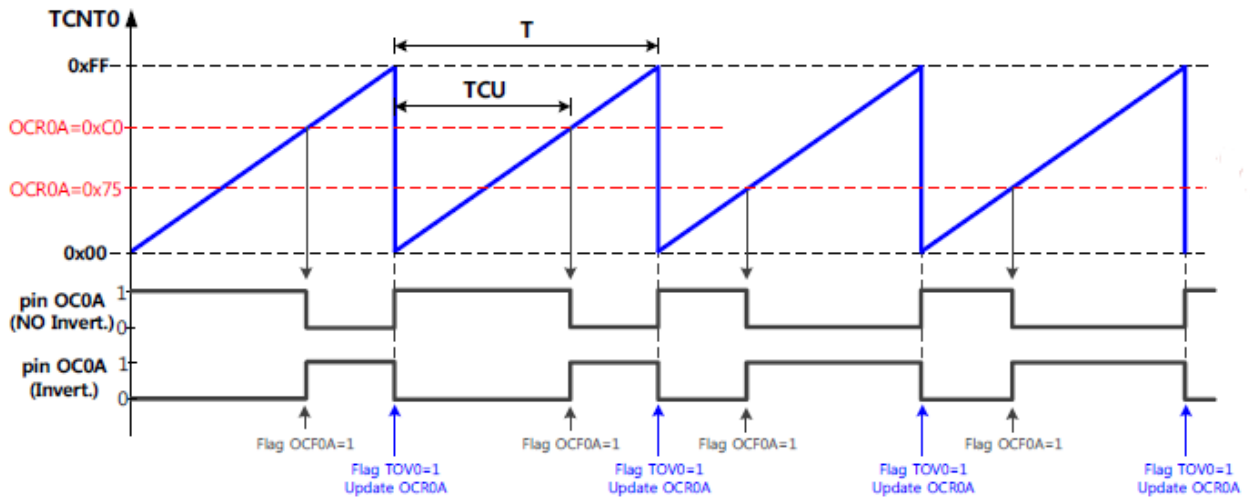 TCNT0
T
0xFF
TCU
OCR0A=0xC0
OCR0A=0x75
0x00
pin OC0A 1
(NO Invert.) 0
pin OC0A 1
(Invert.) 0
Flag OCF0A=1 Flag OCF0A=1 Flag OCF0A=1 Flag OCF0A=1
Flag TOV0=1 Flag TOV0=1 Flag TOV0=1 Flag TOV0=1
Update OCR0A Update OCR0A Update OCR0A Update OCR0A